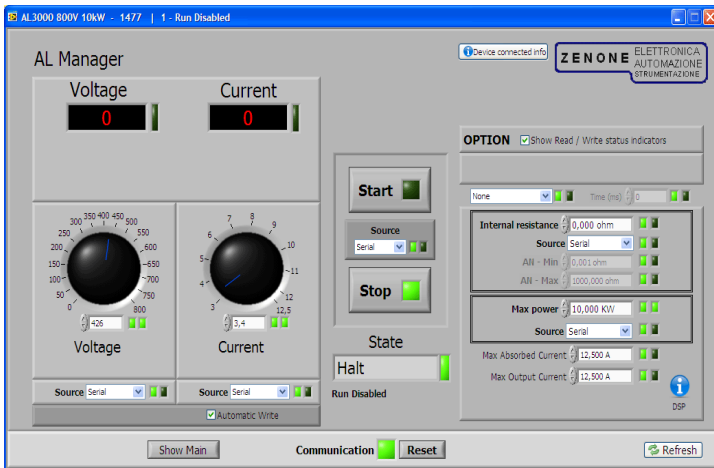 AL3000 800V 10kW - 1477 | 1 - Run Disabled
AL Manager
Device connected info
ZENONE ELETTRONICA
AUTOMAZIONE
STRUMENTAZIONE
Voltage
Current
0
0
300 350 400 450 500
250 550
200 600
150 650
100 700
50 750
0 800
426
Voltage
Source Serial
7 8
6 9
5 10
4 11
3 12
12,5
3,4
Current
Source Serial
Automatic Write
Start
Source
Serial
Stop
State
Halt
Run Disabled
OPTION Show Read / Write status indicators
None Time (ms) 0
Internal resistance 0,000 ohm
Source Serial
AN - Min 0,001 ohm
AN - Max 1000,000 ohm
Max power 10,000 KW
Source Serial
Max Absorbed Current 12,500 A
Max Output Current 12,500 A
DSP
Show Main
Communication
Reset
Refresh